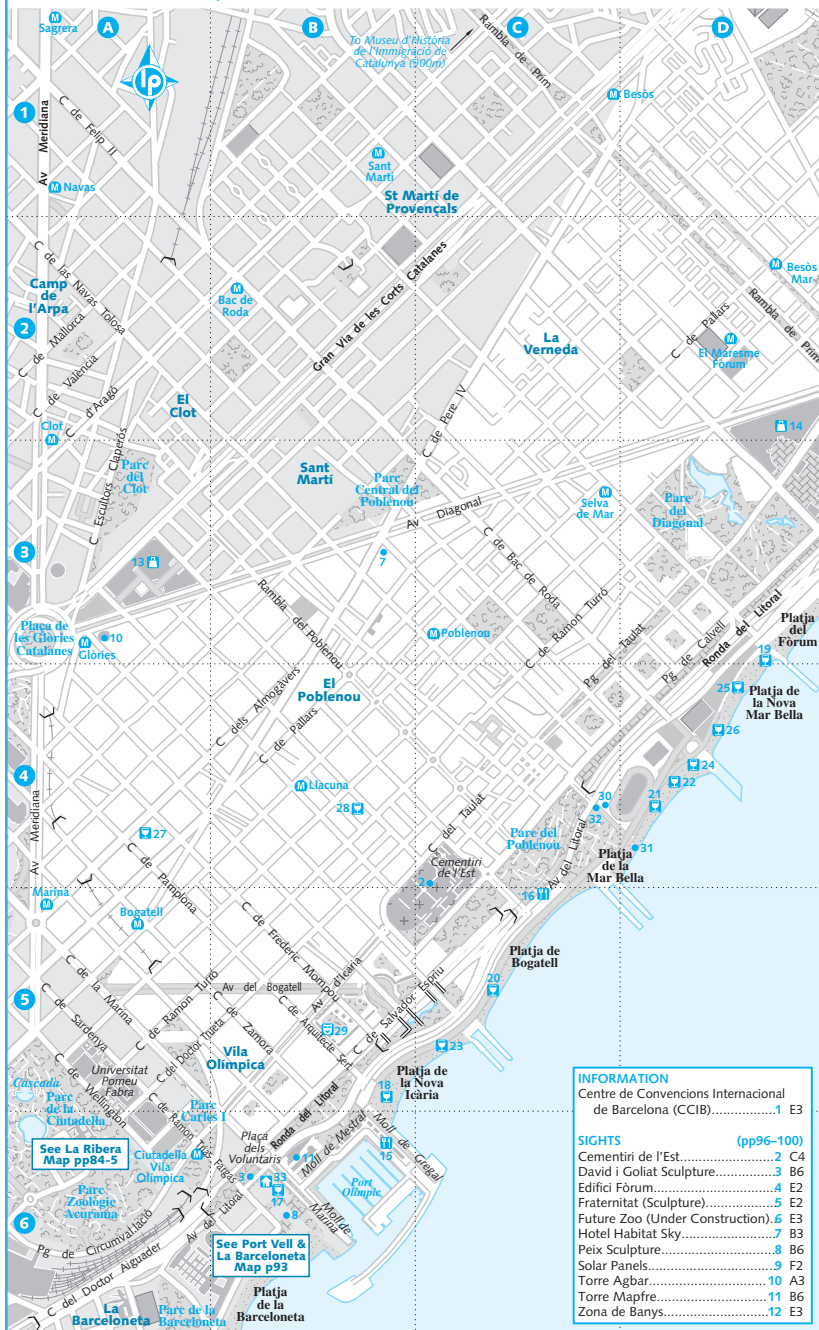 A
B
C
D
Sagrera
To Museu d'Història
de l'Immigració de
Catalunya (900m)
Rambla de Prim
lp
Besòs
1
Av Meridiana
C de Felip II
Sant
Martí
Navas
St Martí de
Provençals
C de las Navas Tolosa
Camp
de
l'Arpa
Bac de
Roda
Gran Via de les Corts Catalanes
Besòs
Mar
Rambla de Prim
2
C de Mallorca
C de València
C d'Aragó
La
Verneda
C de Pallars
El Maresme
Fòrum
El
Clot
C de Pere IV
Clot
14
C Escultors Claperós
Parc
del
Clot
Sant
Martí
Parc
Central del
Poblenou
Av Diagonal
Selva
de Mar
Parc
del
Diagonal
3
13
7
C de Bac de Roda
Rambla del Poblenou
C de Ramon Turró
Plaça de
les Glòries
Catalanes
10
Glòries
Poblenou
Pg del Taulat
Pg de Calvell
Ronda del Litoral
Platja
del
Fòrum
19
C dels Almogàvers
El
Poblenou
C de Pallars
25
Platja de
la Nova
Mar Bella
26
4
Llacuna
28
24
22
21
30
32
C del Taulat
Parc del
Poblenou
Av del Litoral
31
Platja
de la
Mar Bella
Av Meridiana
27
C de Pamplona
Cementiri
de l'Est
2
16
Marina
Bogatell
C de Frederic Mompou
Av d'Icaria
Platja de
Bogatell
5
C de la Marina
C de Ramon Turró
Av del Bogatell
20
C de Sardenya
C del Doctor Trueta
C de Zamora
C de Arquitecte Sert
C de Salvador Esoriu
29
23
Universitat
Pompeu
Fabra
C de Wellington
Vila
Olímpica
Platja de
la Nova
Icària
18
Cascada
Parc
de la
Ciutadella
Parc
Carles I
C de Ramon Trias Fargas
Ronda del Litoral
Moll de Mestral
Moll de Gregal
See La Ribera
Map pp84-5
Ciutadella
Vila
Olímpica
Plaça
dels
Voluntaris
11
15
3
33
17
Port
Olímpic
Parc
Zoològic
Acurama
8
Moll de
Marina
6
Av del Litoral
Pg de Circumval.lació
C del Doctor Aiguader
See Port Vell &
La Barceloneta
Map p93
La
Barceloneta
Parc de la
Barceloneta
Platja
de la
Barceloneta
INFORMATION
Centre de Convencions Internacional
de Barcelona (CCIB)..............1 E3
SIGHTS (pp96–100)
Cementiri de l'Est......................2 C4
David i Goliat Sculpture..............3 B6
Edifici Fòrum.............................4 E2
Fraternitat (Sculpture)................5 E2
Future Zoo (Under Construction)..6 E3
Hotel Habitat Sky......................7 B3
Peix Sculpture...........................8 B6
Solar Panels..............................9 F2
Torre Agbar............................10 A3
Torre Mapfre..........................11 B6
Zona de Banys........................12 E3